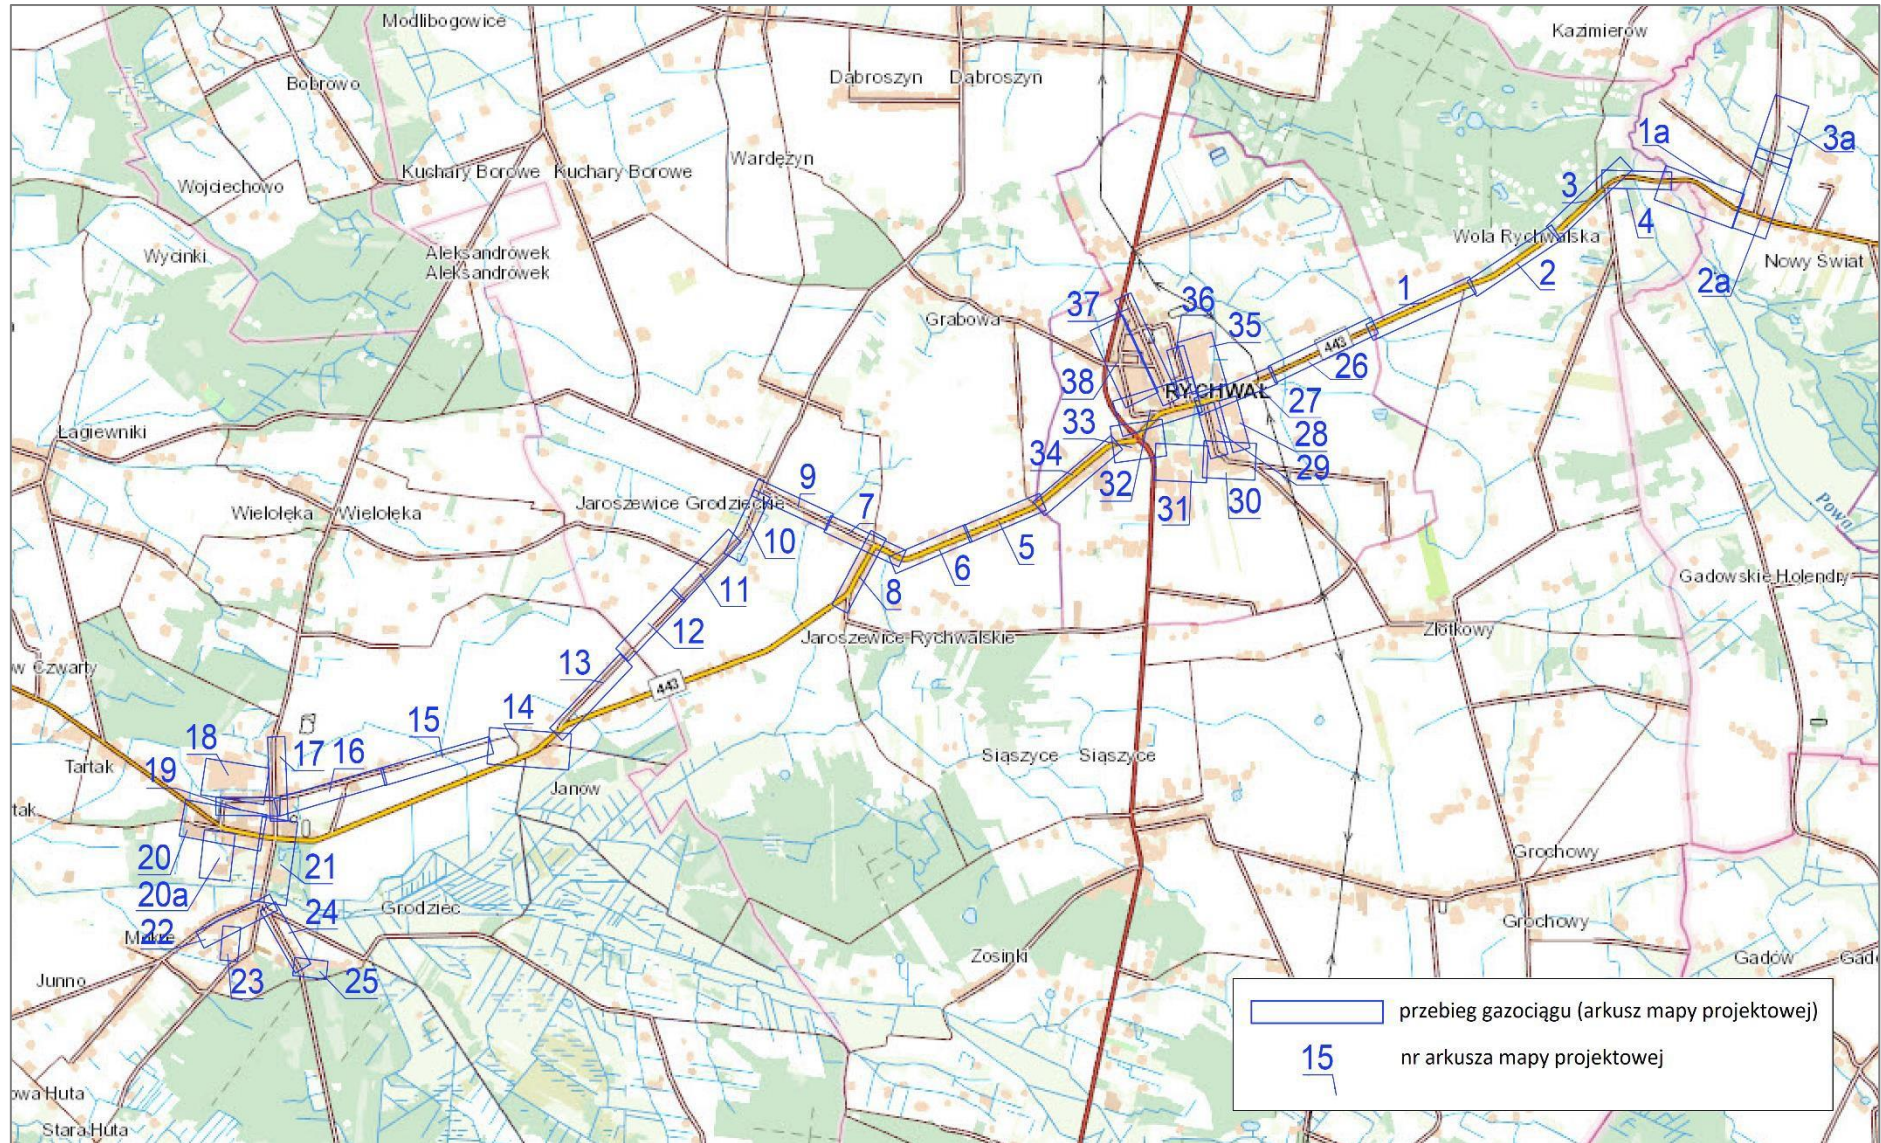 Modlibogowice
Kazimierów
Bobrowo
Dąbroszyn Dąbroszyn
1a
3a
Wardężyn
Kuchary Borowe Kuchary Borowe
Wojciechowo
3
4
Wola Rychwalska
Wycinki
Aleksandrówek
Aleksandrówek
Nowy Świat
2
2a
1
37
36
35
Grabowa
443
26
38
RYCHWAŁ
27
33
28
Łagiewniki
34
29
32
30
31
9
Jaroszewice Grodzieckie
7
Wielołęka Wielołęka
Powa
10
5
6
11
8
Gadowskie Holendry
12
Jaroszewice Rychwalskie
Złotkowy
13
w Czwarty
443
14
15
18
17
16
Siąszyce Siąszyce
Tartak
19
Janów
tak
20
21
Grochowy
20a
24
Grodziec
Grochowy
22
Zosinki
Gadów
23
25
Junno
przebieg gazociągu (arkusz mapy projektowej)
15
nr arkusza mapy projektowej
owa Huta
Stara Huta